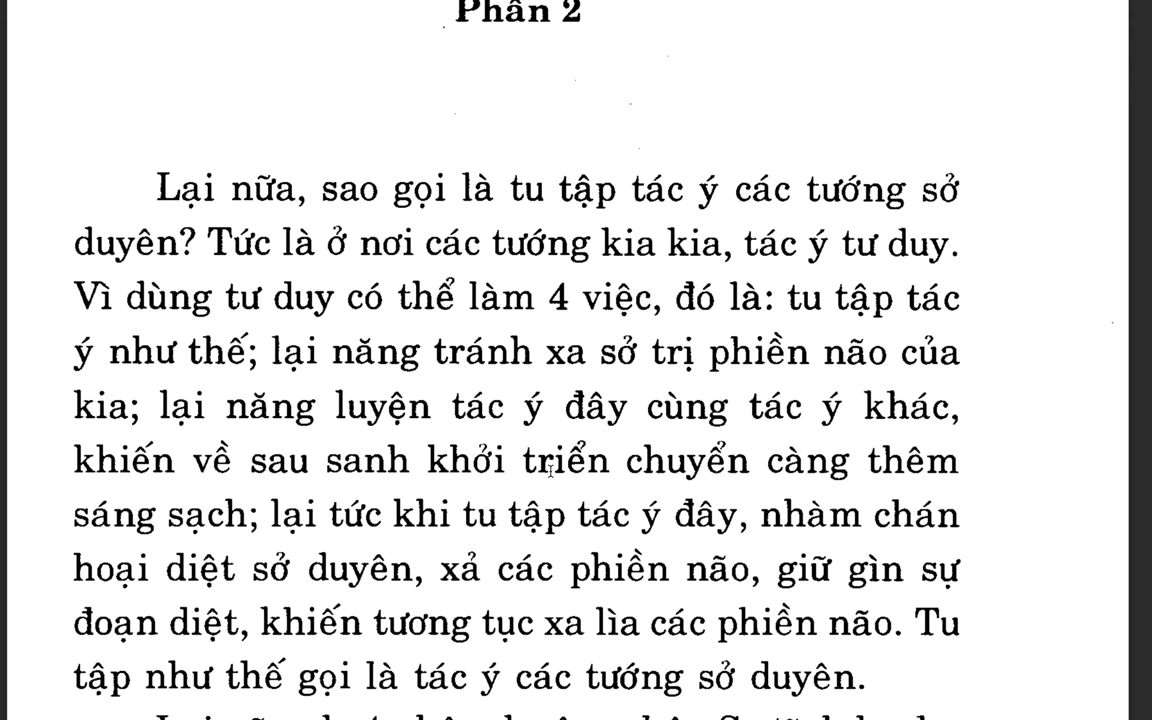 Phần 2
Lại nữa, sao gọi là tu tập tác ý các tướng sở
duyên? Tức là ở nơi các tướng kia kia, tác ý tư duy.
Vì dùng tư duy có thể làm 4 việc, đó là: tu tập tác
ý như thế; lại năng tránh xa sở trị phiền não của
kia; lại năng luyện tác ý đây cùng tác ý khác,
khiến về sau sanh khởi triển chuyển càng thêm
sáng sạch; lại tức khi tu tập tác ý đây, nhàm chán
hoại diệt sở duyên, xả các phiền não, giữ gìn sự
đoạn diệt, khiến tương tục xa lìa các phiền não. Tu
tập như thế gọi là tác ý các tướng sở duyên.